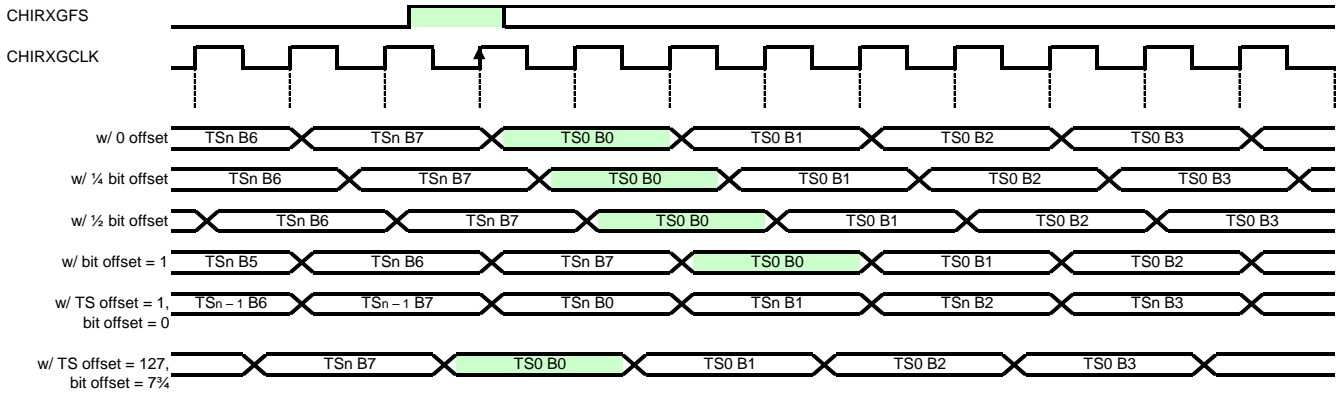 CHIRXGFS
CHIRXGCLK
w/ 0 offset TSn B6 TSn B7 TS0 B0 TS0 B1 TS0 B2 TS0 B3
w/ ¼ bit offset TSn B6 TSn B7 TS0 B0 TS0 B1 TS0 B2 TS0 B3
w/ ½ bit offset TSn B6 TSn B7 TS0 B0 TS0 B1 TS0 B2 TS0 B3
w/ bit offset = 1 TSn B5 TSn B6 TSn B7 TS0 B0 TS0 B1 TS0 B2
w/ TS offset = 1, TSn – 1 B6 TSn – 1 B7 TSn B0 TSn B1 TSn B2 TSn B3
bit offset = 0
w/ TS offset = 127, TSn B7 TS0 B0 TS0 B1 TS0 B2 TS0 B3
bit offset = 7¾